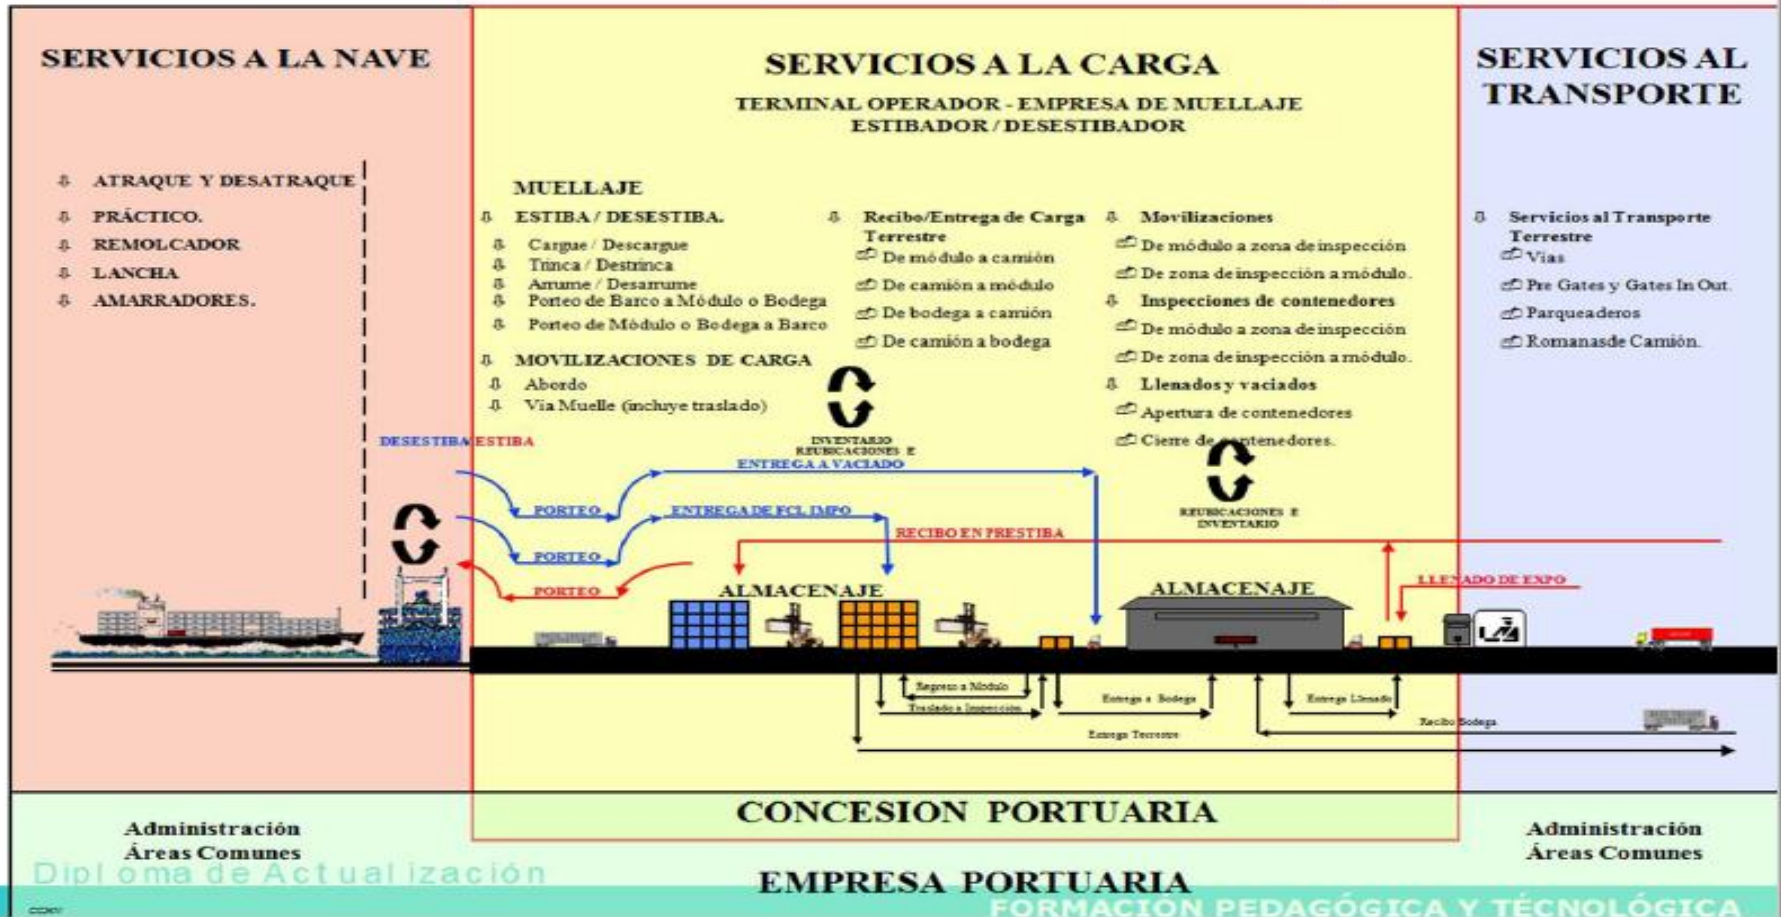 SERVICIOS A LA NAVE
ATRAQUE Y DESATRAQUE
PRÁCTICO.
REMOLCADOR
LANCHA
AMARRADORES.
SERVICIOS A LA CARGA
TERMINAL OPERADOR - EMPRESA DE MUELLAJE
ESTIBADOR / DESESTIBADOR
MUELLAJE
ESTIBA / DESESTIBA.
Cargue / Descargue
Trinca / Destrinca
Arrume / Desarrume
Porteo de Barco a Módulo o Bodega
Porteo de Módulo o Bodega a Barco
MOVILIZACIONES DE CARGA
Abordo
Vía Muelle (incluye traslado)
Recibo/Entrega de Carga
Terrestre
De módulo a camión
De camión a módulo
De bodega a camión
De camión a bodega
Movilizaciones
De módulo a zona de inspección
De zona de inspección a módulo.
Inspecciones de contenedores
De módulo a zona de inspección
De zona de inspección a módulo.
Llenados y vaciados
Apertura de contenedores
Cierre de contenedores.
SERVICIOS AL
TRANSPORTE
Servicios al Transporte
Terrestre
Vías
Pre Gates y Gates In Out.
Parqueaderos
Romanasde Camión.
DESESTIBA ESTIBA
INVENTARIO
REUBICACIONES E
ENTREGA A VACIADO
PORTEO
ENTREGA DE FCL IMPO
REUBICACIONES E
INVENTARIO
RECIBO EN PRESTIBA
PORTEO
PORTEO
ALMACENAJE
ALMACENAJE
LLENADO DE EXPO
Regreso a Módulo
Traslado a Inspección
Entrega a Bodega
Entrega Llenado
Recibo Bodega
Entrega Terrestre
CONCESION PORTUARIA
Administración
Áreas Comunes
Administración
Áreas Comunes
Diploma de Actualización
EMPRESA PORTUARIA
FORMACIÓN PEDAGÓGICA Y TÉCNOLÓGICA